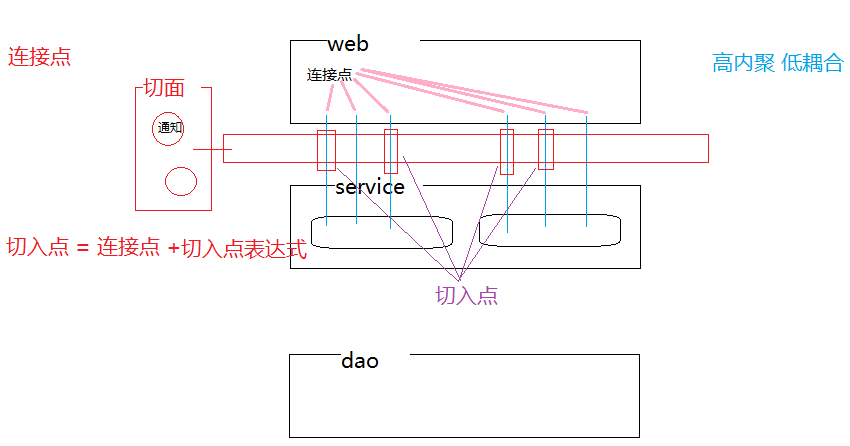 web
连接点
连接点
高内聚 低耦合
切面
通知
service
切入点 = 连接点 +切入点表达式
切入点
dao